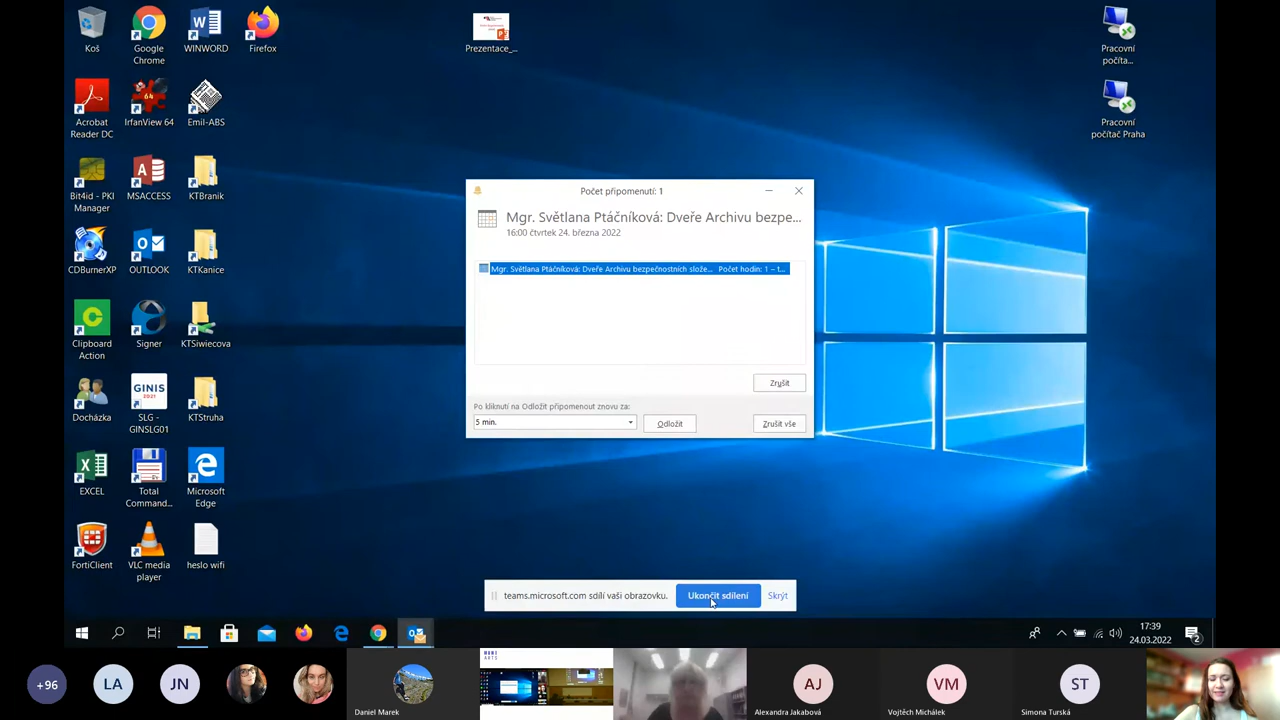 Koš
Google
Chrome
WINWORD
Firefox
Prezentace_...
Pracovní
počíta...
Acrobat
Reader DC
IrfanView 64
Emil-ABS
Pracovní
počítač Praha
Bit4id - PKI
Manager
MSACCESS
KTBranik
Počet připomenutí: 1
Mgr. Světlana Ptáčníková: Dveře Archivu bezpe...
16:00 čtvrtek 24. března 2022
Mgr. Světlana Ptáčníková: Dveře Archivu bezpečnostních slože... Počet hodin: 1 – t...
CDBurnerXP
OUTLOOK
KTKanice
Clipboard
Action
Signer
KTSiwiecova
Zrušit
Po kliknutí na Odložit připomenout znovu za:
5 min.
Odložit
Zrušit vše
Docházka
GINIS
2021
SLG -
GINSLG01
KTStruha
EXCEL
Total
Command...
Microsoft
Edge
FortiClient
VLC media
player
heslo wifi
teams.microsoft.com sdílí vaši obrazovku.
Ukončit sdílení
Skrýt
17:39
24.03.2022
2
+96
LA
JN
Daniel Marek
MUNI
ARTS
AJ
Alexandra Jakabová
VM
Vojtěch Michálek
ST
Simona Turská